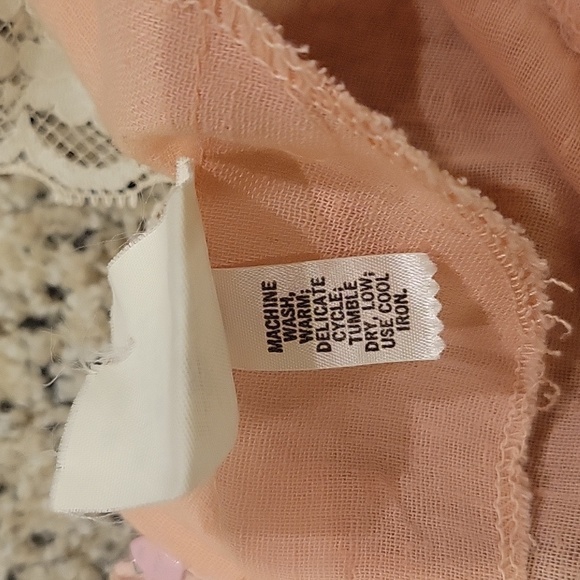 MACHINE
WASH,
WARM;
DELICATE
CYCLE;
TUMBLE
DRY, LOW;
USE COOL
IRON.